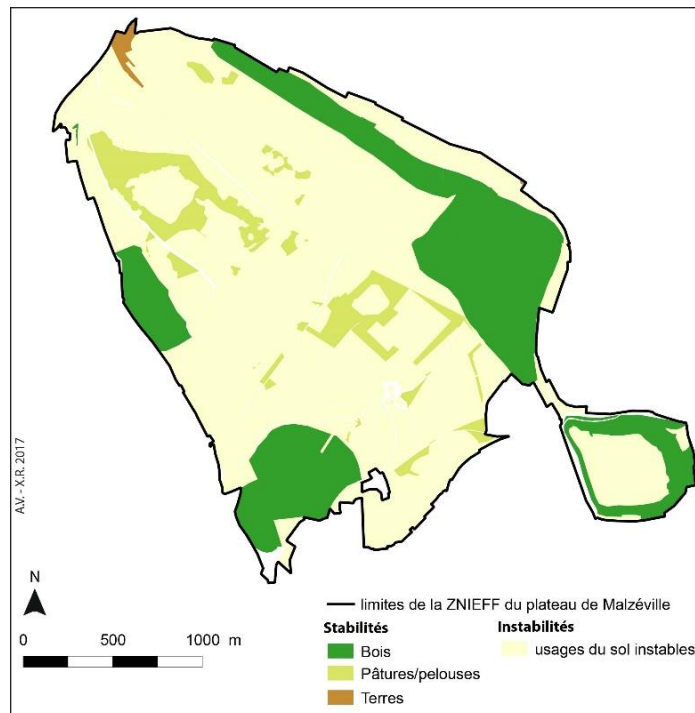 A.V. - X.R. 2017
N
0 500 1000 m
limites de la ZNIEFF du plateau de Malzéville
Stabilités
Bois
Pâtures/pelouses
Terres
Instabilités
usages du sol instables